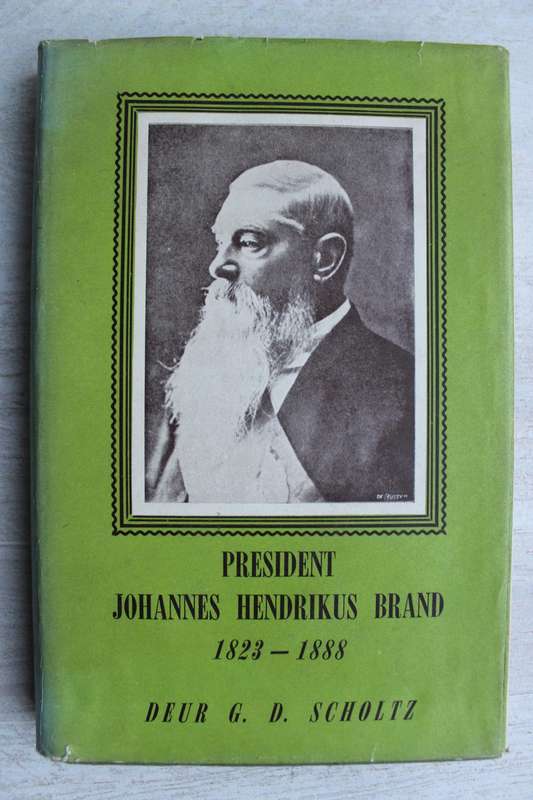 PRESIDENT
JOHANNES HENDRIKUS BRAND
1823 – 1888
DEUR G. D. SCHOLTZ